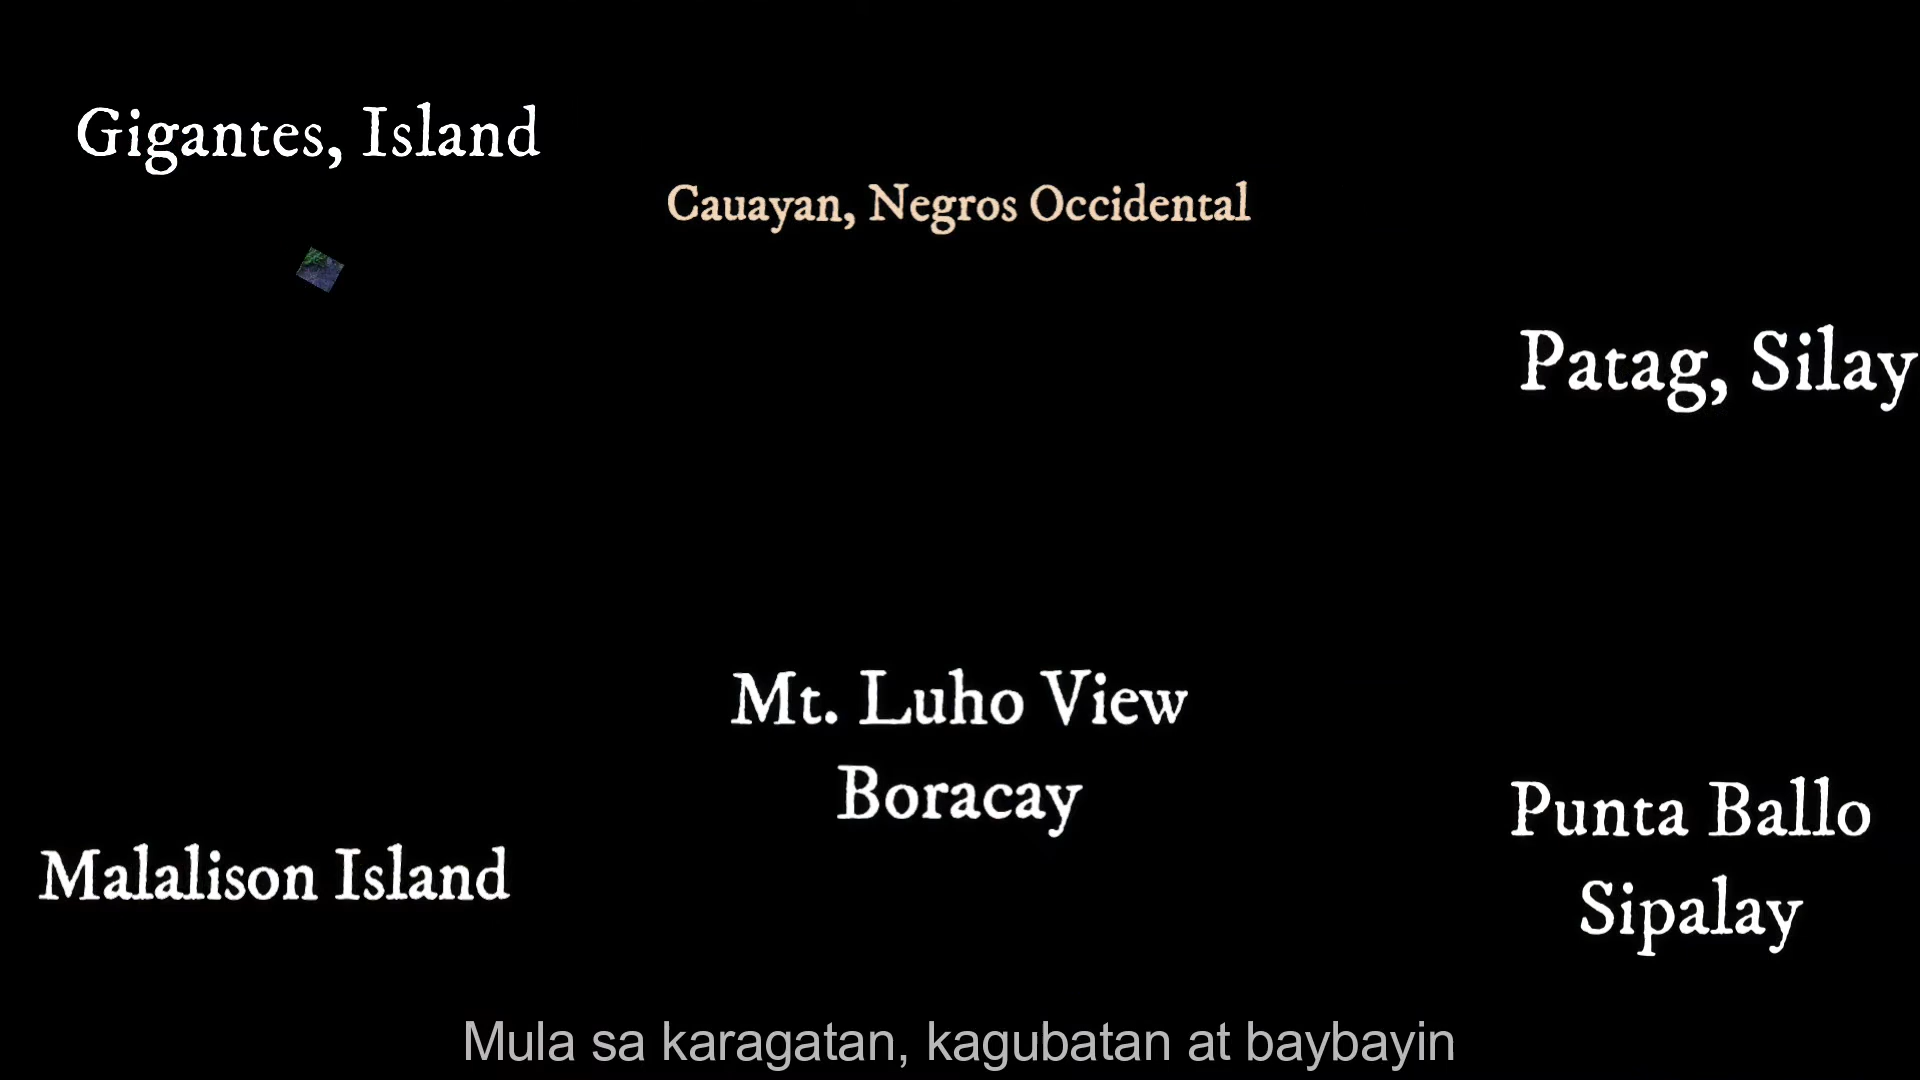 Gigantes, Island
Cauayan, Negros Occidental
Patag, Silay
Mt. Luho View
Boracay
Punta Ballo
Sipalay
Malalison Island
Mula sa karagatan, kagubatan at baybayin